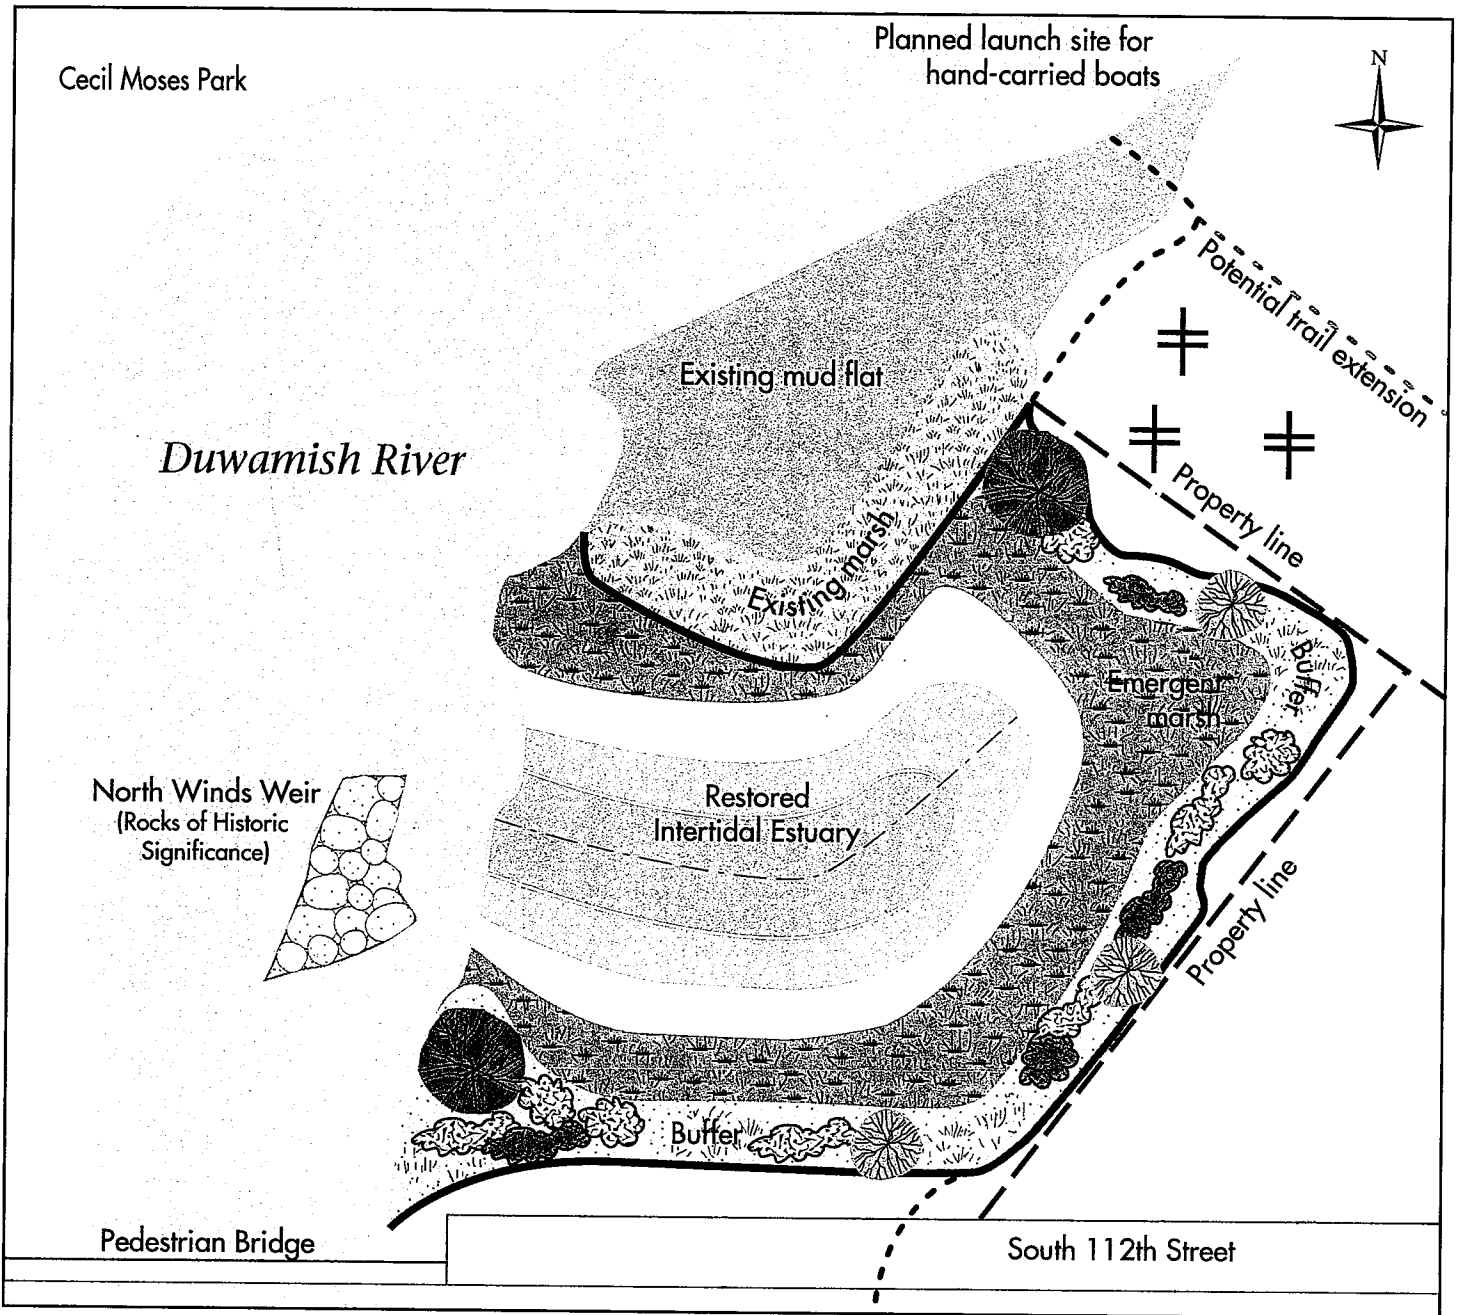 Planned launch site for
hand-carried boats
Cecil Moses Park
N
Potential trail extension
Existing mud flat
Duwamish River
Property line
Existing marsh
Buffer
Emergent
marsh
North Winds Weir
(Rocks of Historic
Significance)
Restored
Intertidal Estuary
Property line
Buffer
Pedestrian Bridge
South 112th Street